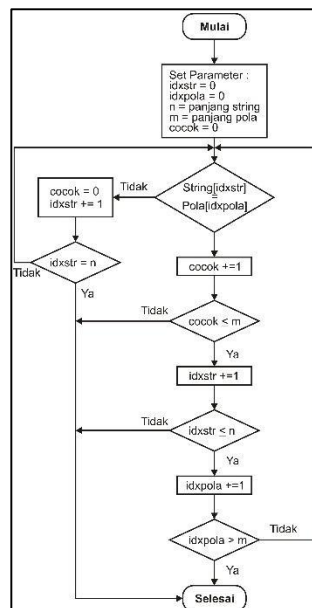 Mulai
Set Parameter :
idxstr = 0
idxpola = 0
n = panjang string
m = panjang pola
cocok = 0
String[idxstr]
=
Pola[idxpola]
Tidak
cocok = 0
idxstr += 1
idxstr = n
Tidak
Ya
cocok +=1
cocok < m
Tidak
Ya
idxstr +=1
idxstr ≤ n
Tidak
Ya
idxpola +=1
idxpola > m
Tidak
Ya
Selesai